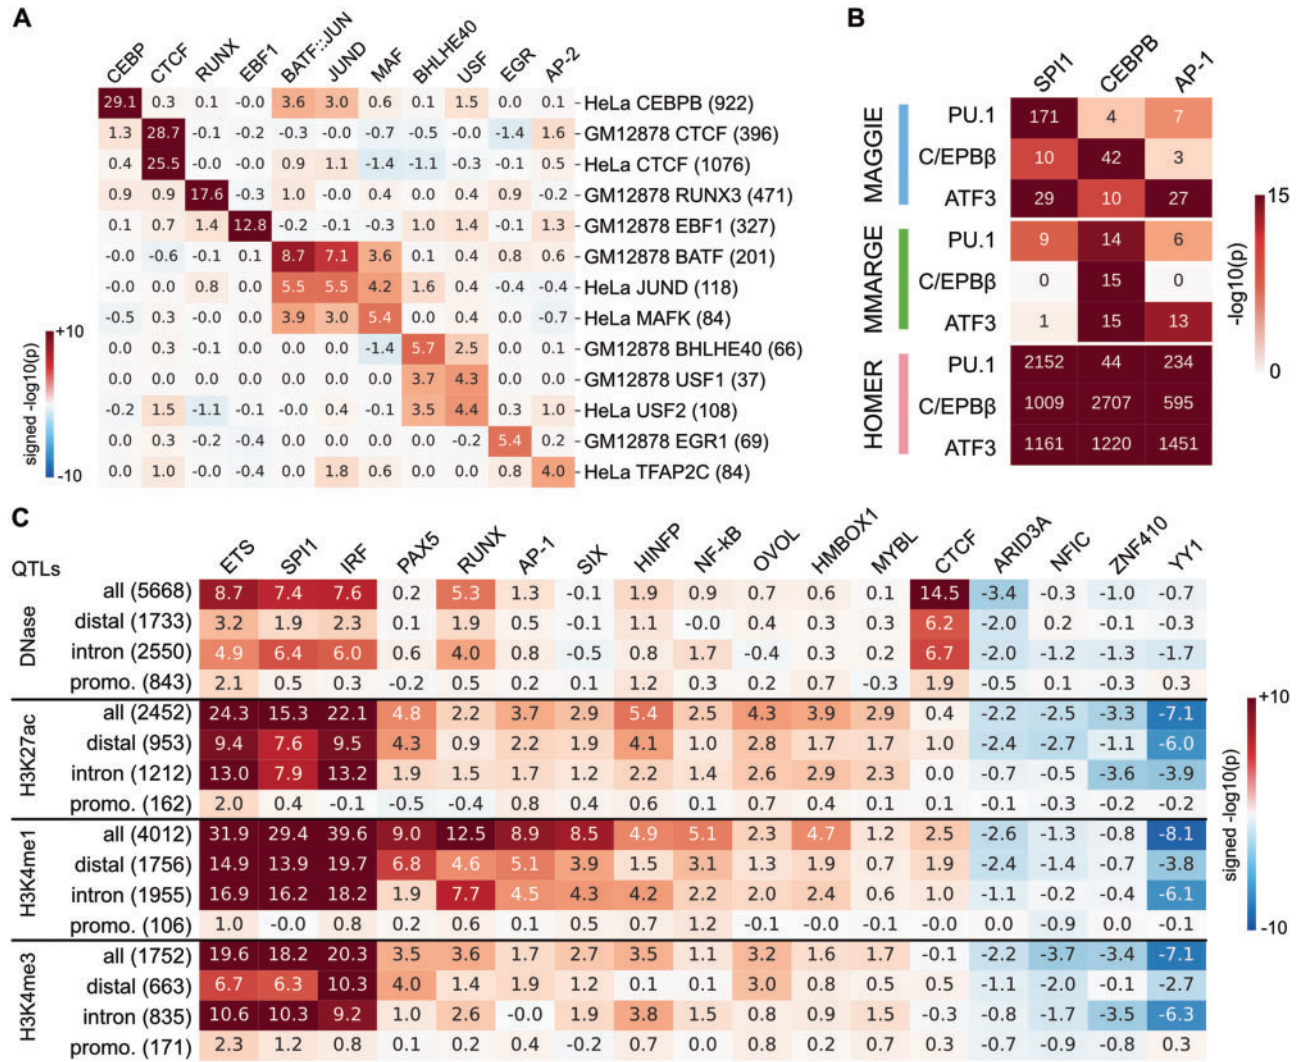 A
CEBP CTCF RUNX EBF1 BATF::JUN JUND MAF BHLHE40 USF EGR AP-2
29.1 0.3 0.1 -0.0 3.6 3.0 0.6 0.1 1.5 0.0 0.1 HeLa CEBPB (922)
1.3 28.7 -0.1 -0.2 -0.3 -0.0 -0.7 -0.5 -0.0 -1.4 1.6 GM12878 CTCF (396)
0.4 25.5 -0.0 -0.0 0.9 1.1 -1.4 -1.1 -0.3 -0.1 0.5 HeLa CTCF (1076)
0.9 0.9 17.6 -0.3 1.0 -0.0 0.4 0.0 0.0 0.9 -0.2 GM12878 RUNX3 (471)
0.1 0.7 1.4 12.8 -0.2 -0.1 -0.3 1.0 1.4 -0.1 1.3 GM12878 EBF1 (327)
-0.0 -0.6 -0.1 0.1 8.7 7.1 3.6 0.1 0.4 0.8 0.6 GM12878 BATF (201)
-0.0 0.0 0.8 0.0 5.5 5.5 4.2 1.6 0.4 -0.4 -0.4 HeLa JUND (118)
-0.5 0.3 -0.0 0.0 3.9 3.0 5.4 0.0 0.4 0.0 -0.7 HeLa MAFK (84)
0.0 0.3 -0.1 0.0 0.0 0.0 -1.4 5.7 2.5 0.0 0.1 GM12878 BHLHE40 (66)
0.0 0.0 0.0 0.0 0.0 0.0 0.0 3.7 4.3 0.0 0.0 GM12878 USF1 (37)
-0.2 1.5 -1.1 -0.1 -0.0 0.4 -0.1 3.5 4.4 0.3 1.0 HeLa USF2 (108)
0.0 0.3 -0.2 -0.4 0.0 0.0 0.0 0.0 -0.2 5.4 0.2 GM12878 EGR1 (69)
0.0 1.0 -0.0 -0.4 0.0 1.8 0.6 0.0 0.0 0.8 4.0 HeLa TFAP2C (84)
signed -log10(p)
+10
-10
B
SPI1 CEBPB AP-1
MAGGIE
PU.1 171 4 7
C/EPBβ 10 42 3
ATF3 29 10 27
MMARGE
PU.1 9 14 6
C/EPBβ 0 15 0
ATF3 1 15 13
HOMER
PU.1 2152 44 234
C/EPBβ 1009 2707 595
ATF3 1161 1220 1451
15
-log10(p)
0
C
QTLs
ETS SPI1 IRF PAX5 RUNX AP-1 SIX HINFP NF-kB OVOL HMBOX1 MYBL CTCF ARID3A NFIC ZNF410 YY1
DNase
all (5668) 8.7 7.4 7.6 0.2 5.3 1.3 -0.1 1.9 0.9 0.7 0.6 0.1 14.5 -3.4 -0.3 -1.0 -0.7
distal (1733) 3.2 1.9 2.3 0.1 1.9 0.5 -0.1 1.1 -0.0 0.4 0.3 0.3 6.2 -2.0 0.2 -0.1 -0.3
intron (2550) 4.9 6.4 6.0 0.6 4.0 0.8 -0.5 0.8 1.7 -0.4 0.3 0.2 6.7 -2.0 -1.2 -1.3 -1.7
promo. (843) 2.1 0.5 0.3 -0.2 0.5 0.2 0.1 1.2 0.3 0.2 0.7 -0.3 1.9 -0.5 0.1 -0.3 0.3
H3K27ac
all (2452) 24.3 15.3 22.1 4.8 2.2 3.7 2.9 5.4 2.5 4.3 3.9 2.9 0.4 -2.2 -2.5 -3.3 -7.1
distal (953) 9.4 7.6 9.5 4.3 0.9 2.2 1.9 4.1 1.0 2.8 1.7 1.7 1.0 -2.4 -2.7 -1.1 -6.0
intron (1212) 13.0 7.9 13.2 1.9 1.5 1.7 1.2 2.2 1.4 2.6 2.9 2.3 0.0 -0.7 -0.5 -3.6 -3.9
promo. (162) 2.0 0.4 -0.1 -0.5 -0.4 0.8 0.4 0.6 0.1 0.7 0.4 0.1 0.1 -0.1 -0.3 -0.2 -0.2
H3K4me1
all (4012) 31.9 29.4 39.6 9.0 12.5 8.9 8.5 4.9 5.1 2.3 4.7 1.2 2.5 -2.6 -1.3 -0.8 -8.1
distal (1756) 14.9 13.9 19.7 6.8 4.6 5.1 3.9 1.5 3.1 1.3 1.9 0.7 1.9 -2.4 -1.4 -0.7 -3.8
intron (1955) 16.9 16.2 18.2 1.9 7.7 4.5 4.3 4.2 2.2 2.0 2.4 0.6 1.0 -1.1 -0.2 -0.4 -6.1
promo. (106) 1.0 -0.0 0.8 0.2 0.6 0.1 0.5 0.7 1.2 -0.1 -0.0 -0.1 -0.0 0.0 -0.9 0.0 -0.1
H3K4me3
all (1752) 19.6 18.2 20.3 3.5 3.6 1.7 2.7 3.5 1.1 3.2 1.6 1.7 -0.1 -2.2 -3.7 -3.4 -7.1
distal (663) 6.7 6.3 10.3 4.0 1.4 1.9 1.2 0.1 0.1 3.0 0.8 0.5 0.5 -1.1 -2.0 -0.1 -2.7
intron (835) 10.6 10.3 9.2 1.0 2.6 -0.0 1.9 3.8 1.5 0.8 0.9 1.5 -0.3 -0.8 -1.7 -3.5 -6.3
promo. (171) 2.3 1.2 0.8 0.1 0.2 0.4 -0.2 0.7 0.0 0.8 0.2 0.7 0.3 -0.7 -0.9 -0.9 0.3
+10
signed -log10(p)
-10